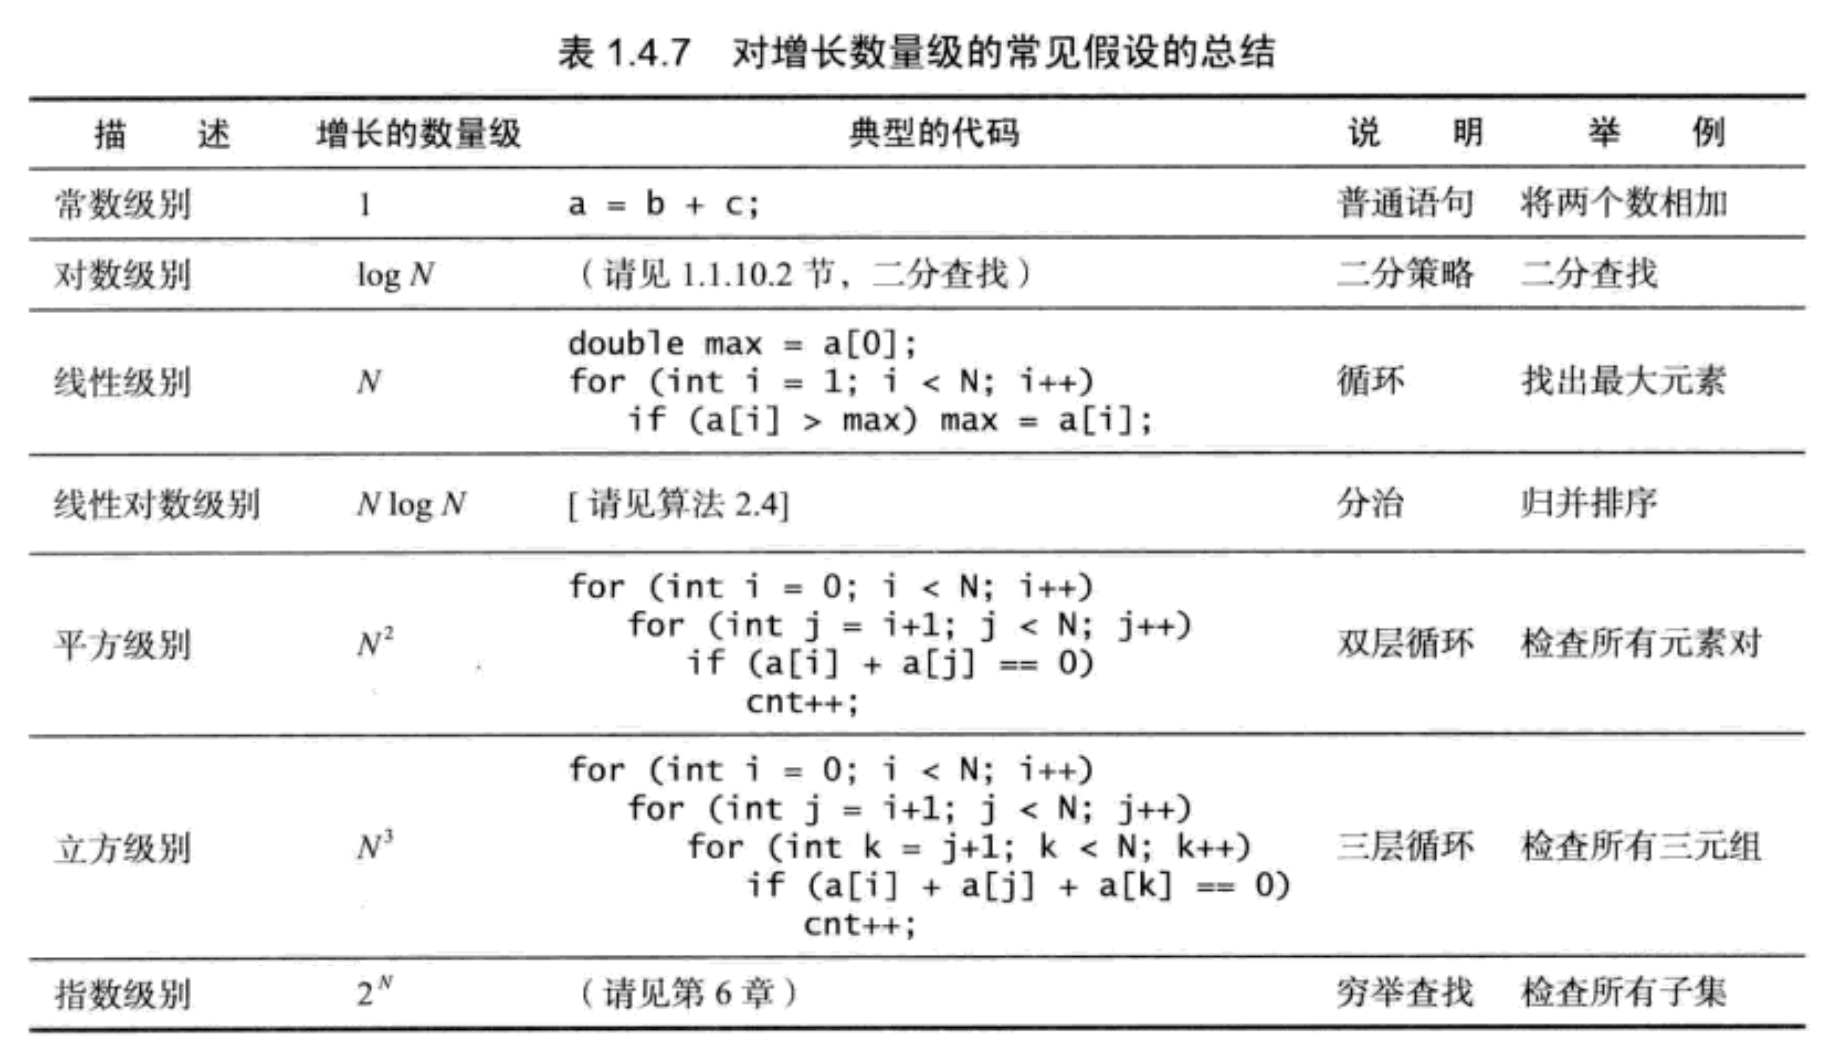 表 1.4.7 对增长数量级的常见假设的总结
描 述 增长的数量级 典型的代码 说 明 举 例
常数级别 1 a = b + c; 普通语句 将两个数相加
对数级别 log N （请见 1.1.10.2 节，二分查找） 二分策略 二分查找
double max = a[0];
线性级别 N for (int i = 1; i < N; i++) 循环 找出最大元素
if (a[i] > max) max = a[i];
线性对数级别 N log N [ 请见算法 2.4] 分治 归并排序
for (int i = 0; i < N; i++)
for (int j = i+1; j < N; j++)
平方级别 N² if (a[i] + a[j] == 0) 双层循环 检查所有元素对
cnt++;
for (int i = 0; i < N; i++)
for (int j = i+1; j < N; j++)
立方级别 N³ for (int k = j+1; k < N; k++) 三层循环 检查所有三元组
if (a[i] + a[j] + a[k] == 0)
cnt++;
指数级别 2ᴺ （请见第 6 章） 穷举查找 检查所有子集